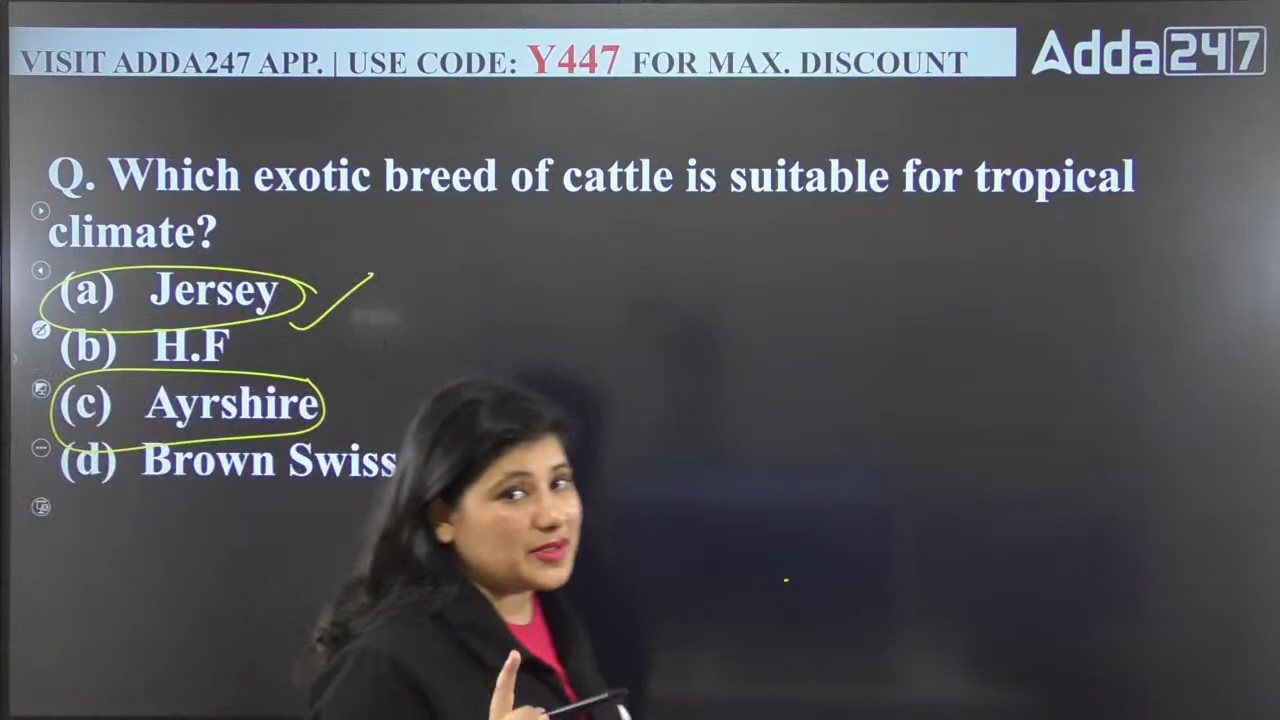 VISIT ADDA247 APP. | USE CODE: Y447 FOR MAX. DISCOUNT
Adda247
Q. Which exotic breed of cattle is suitable for tropical
climate?
(a) Jersey
(b) H.F
(c) Ayrshire
(d) Brown Swiss